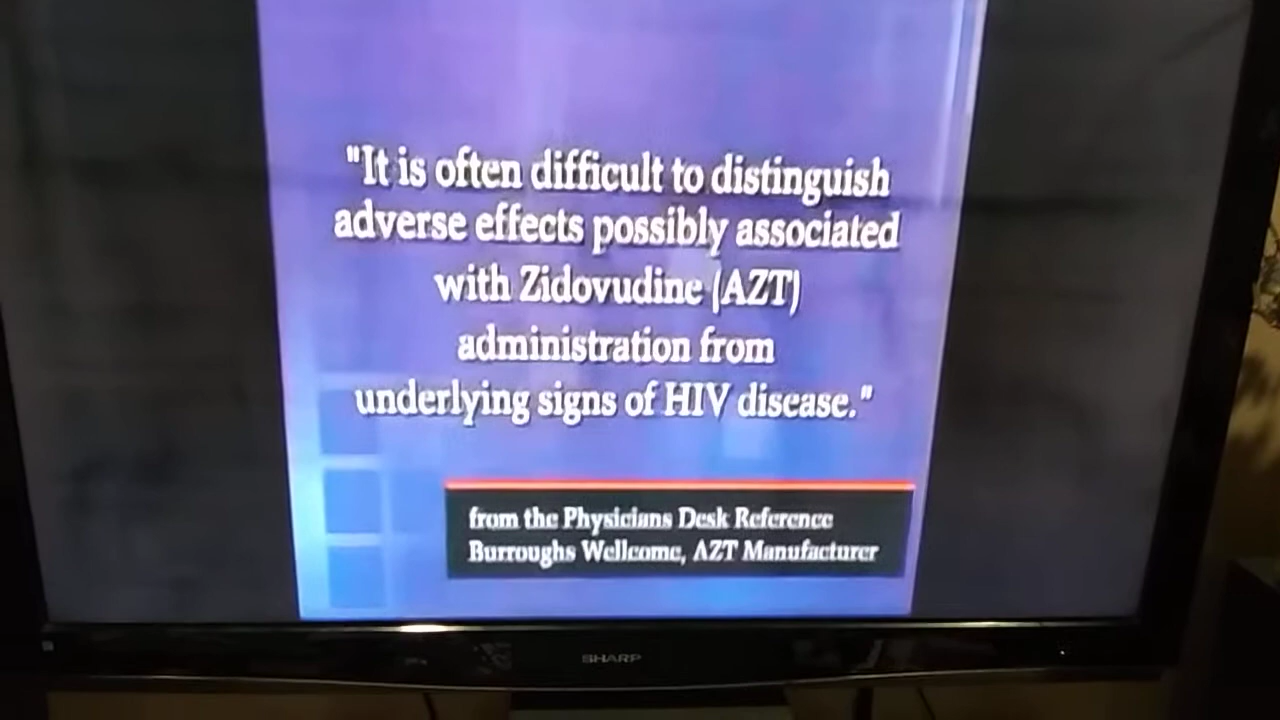 "It is often difficult to distinguish
adverse effects possibly associated
with Zidovudine (AZT)
administration from
underlying signs of HIV disease."
from the Physicians Desk Reference
Burroughs Wellcome, AZT Manufacturer
SHARP